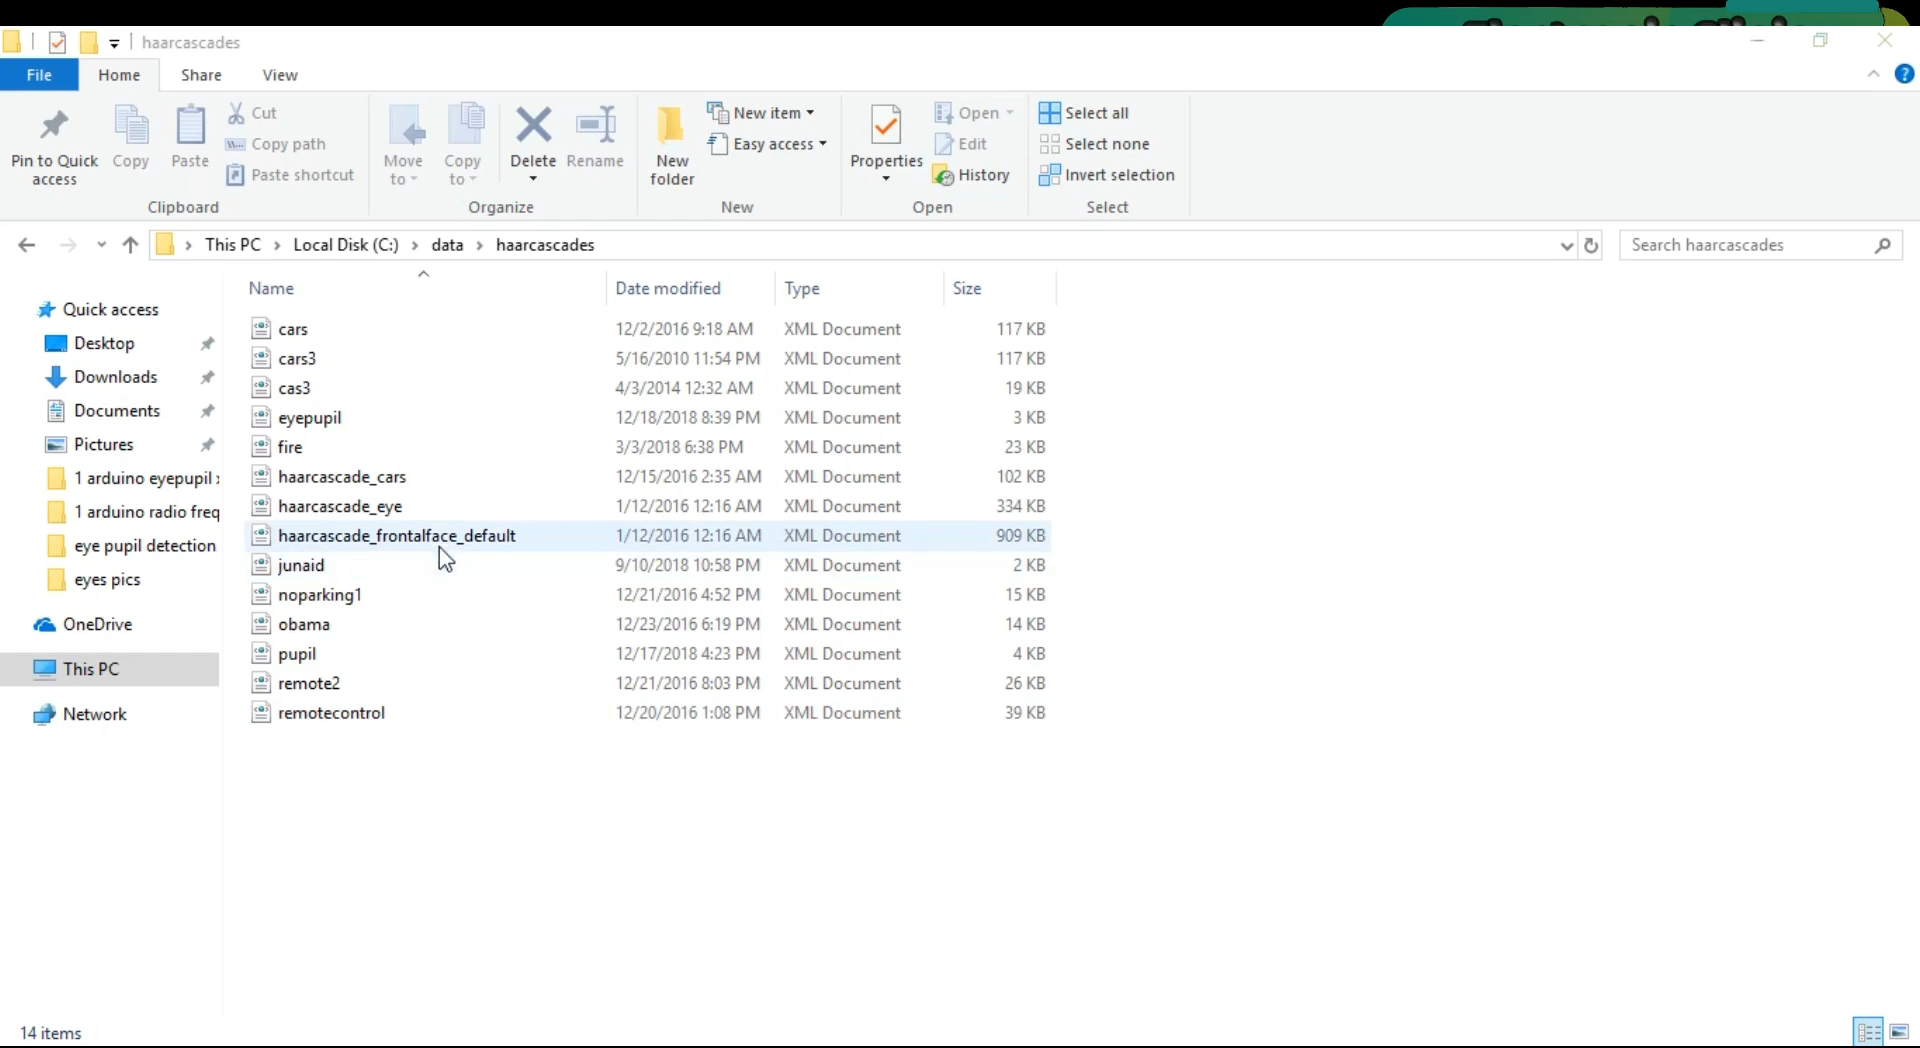 haarcascades
File Home Share View
Pin to Quick access
Copy
Paste
Cut
Copy path
Paste shortcut
Clipboard
Move to
Copy to
Delete
Rename
Organize
New folder
New item
Easy access
New
Properties
Open
Edit
History
Open
Select all
Select none
Invert selection
Select
This PC > Local Disk (C:) > data > haarcascades
Search haarcascades
Quick access
Desktop
Downloads
Documents
Pictures
1 arduino eyepupil
1 arduino radio freq
eye pupil detection
eyes pics
OneDrive
This PC
Network
Name Date modified Type Size
cars 12/2/2016 9:18 AM XML Document 117 KB
cars3 5/16/2010 11:54 PM XML Document 117 KB
cas3 4/3/2014 12:32 AM XML Document 19 KB
eyepupil 12/18/2018 8:39 PM XML Document 3 KB
fire 3/3/2018 6:38 PM XML Document 23 KB
haarcascade_cars 12/15/2016 2:35 AM XML Document 102 KB
haarcascade_eye 1/12/2016 12:16 AM XML Document 334 KB
haarcascade_frontalface_default 1/12/2016 12:16 AM XML Document 909 KB
junaid 9/10/2018 10:58 PM XML Document 2 KB
noparking1 12/21/2016 4:52 PM XML Document 15 KB
obama 12/23/2016 6:19 PM XML Document 14 KB
pupil 12/17/2018 4:23 PM XML Document 4 KB
remote2 12/21/2016 8:03 PM XML Document 26 KB
remotecontrol 12/20/2016 1:08 PM XML Document 39 KB
14 items